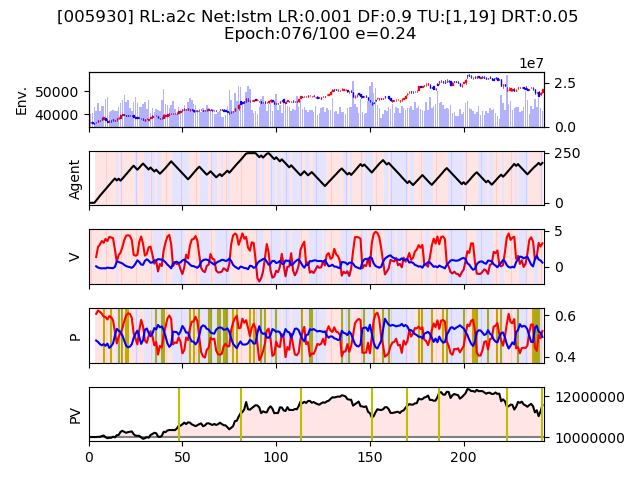 [005930] RL:a2c Net:lstm LR:0.001 DF:0.9 TU:[1,19] DRT:0.05
Epoch:076/100 e=0.24
1e7
Env.
50000
40000
2.5
0.0
Agent
250
0
V
5
0
P
0.6
0.4
PV
12000000
10000000
0 50 100 150 200